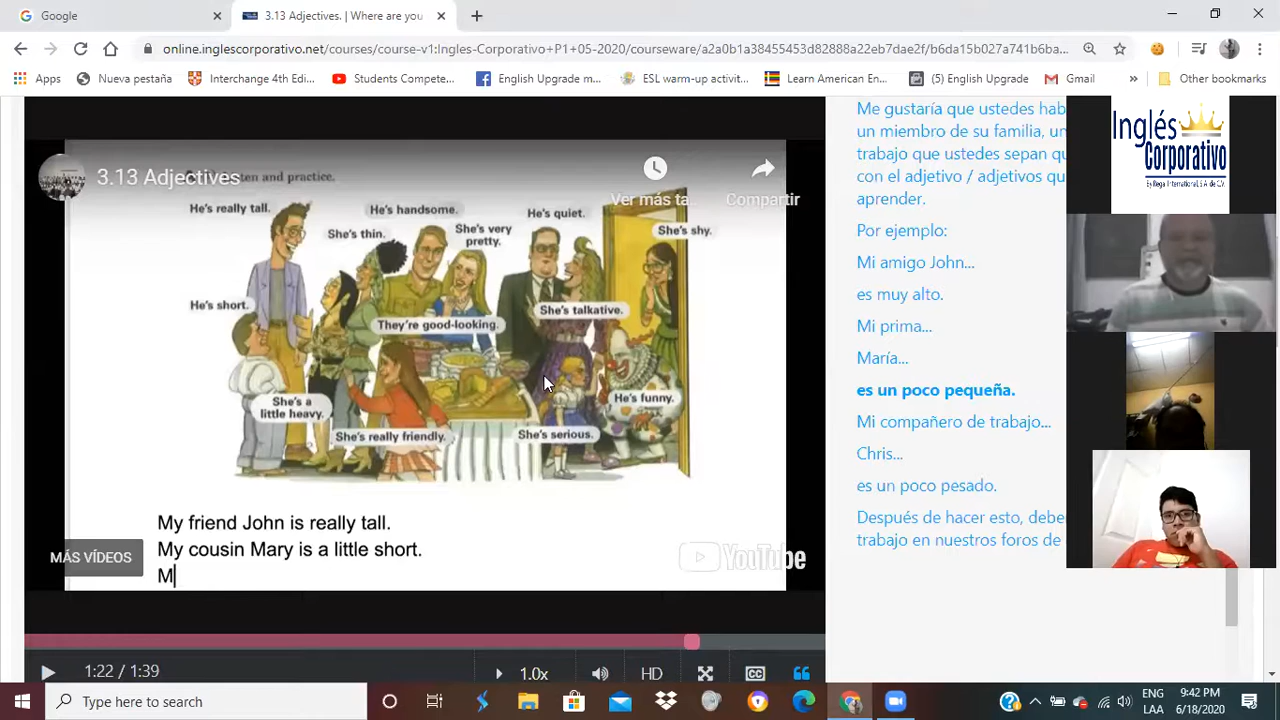 Google
3.13 Adjectives. | Where are you
online.inglescorporativo.net/courses/course-v1:Ingles-Corporativo+P1+05-2020/courseware/a2a0b1a38455453d82888a22eb7dae2f/b6da15b027a741b6ba...
Apps
Nueva pestaña
Interchange 4th Edi...
Students Compete...
English Upgrade m...
ESL warm-up activit...
Learn American En...
(5) English Upgrade
Gmail
»
Other bookmarks
3.13 Adjectives
ten and practice.
Ver más ta...
Compartir
He's really tall.
He's handsome.
He's quiet.
She's thin.
She's very
pretty.
She's shy.
He's short.
They're good-looking.
She's talkative.
She's a
little heavy.
He's funny.
She's really friendly.
She's serious.
My friend John is really tall.
My cousin Mary is a little short.
M
MÁS VÍDEOS
YouTube
1:22 / 1:39
1.0x
HD
Me gustaría que ustedes hab
un miembro de su familia, un
trabajo que ustedes sepan qu
con el adjetivo / adjetivos qu
aprender.
Por ejemplo:
Mi amigo John...
es muy alto.
Mi prima...
María...
es un poco pequeña.
Mi compañero de trabajo...
Chris...
es un poco pesado.
Después de hacer esto, debe
trabajo en nuestros foros de
Inglés
Corporativo
By Rega International, S.A. de C.V.
Type here to search
ENG
LAA
9:42 PM
6/18/2020